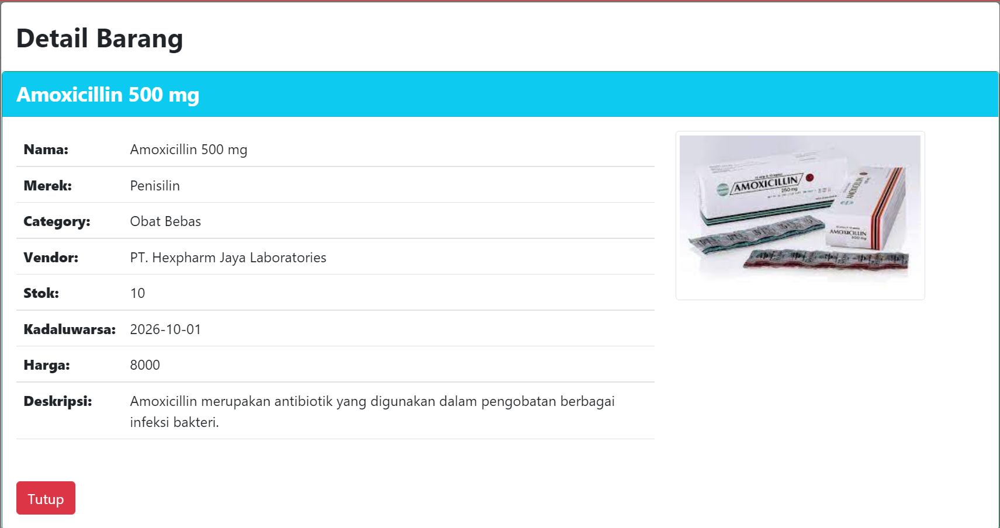 Detail Barang
Amoxicillin 500 mg
Nama: Amoxicillin 500 mg
Merek: Penisilin
Category: Obat Bebas
Vendor: PT. Hexpharm Jaya Laboratories
Stok: 10
Kadaluwarsa: 2026-10-01
Harga: 8000
Deskripsi: Amoxicillin merupakan antibiotik yang digunakan dalam pengobatan berbagai
infeksi bakteri.
AMOXICILLIN
250 mg
AMOXICILLIN
AMOXICILLIN
500 mg
Tutup